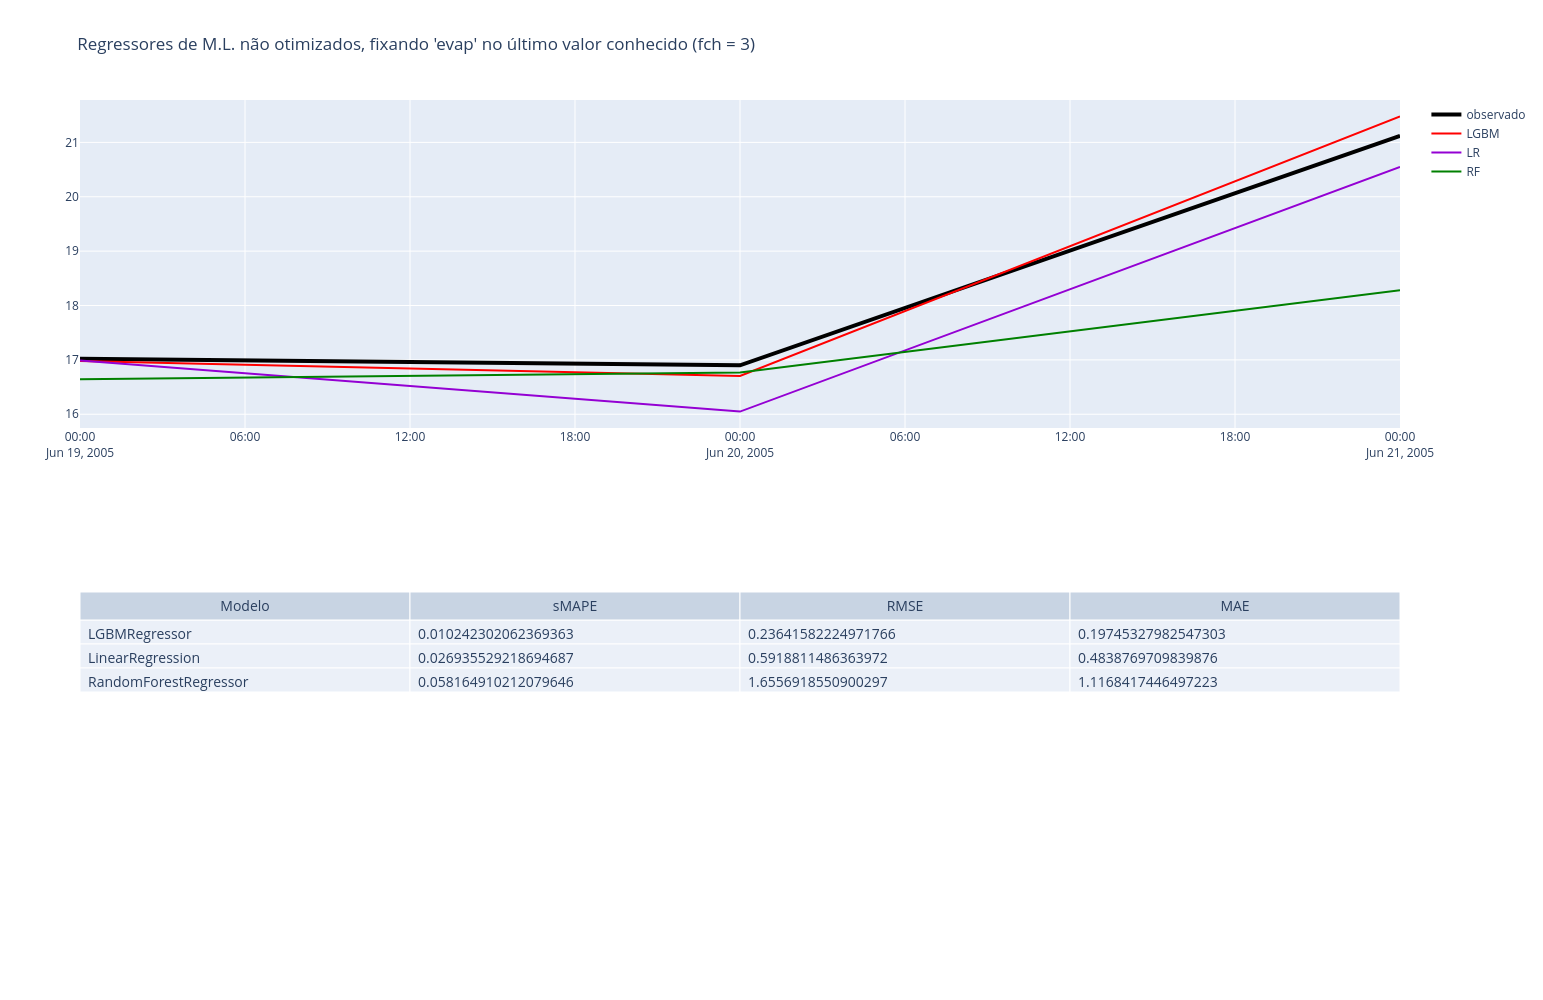 Regressores de M.L. não otimizados, fixando 'evap' no último valor conhecido (fch = 3)
observado
LGBM
LR
RF
21
20
19
18
17
16
00:00 06:00 12:00 18:00 00:00 06:00 12:00 18:00 00:00
Jun 19, 2005 Jun 20, 2005 Jun 21, 2005
Modelo sMAPE RMSE MAE
LGBMRegressor 0.010242302062369363 0.23641582224971766 0.19745327982547303
LinearRegression 0.026935529218694687 0.5918811486363972 0.4838769709839876
RandomForestRegressor 0.058164910212079646 1.6556918550900297 1.1168417446497223